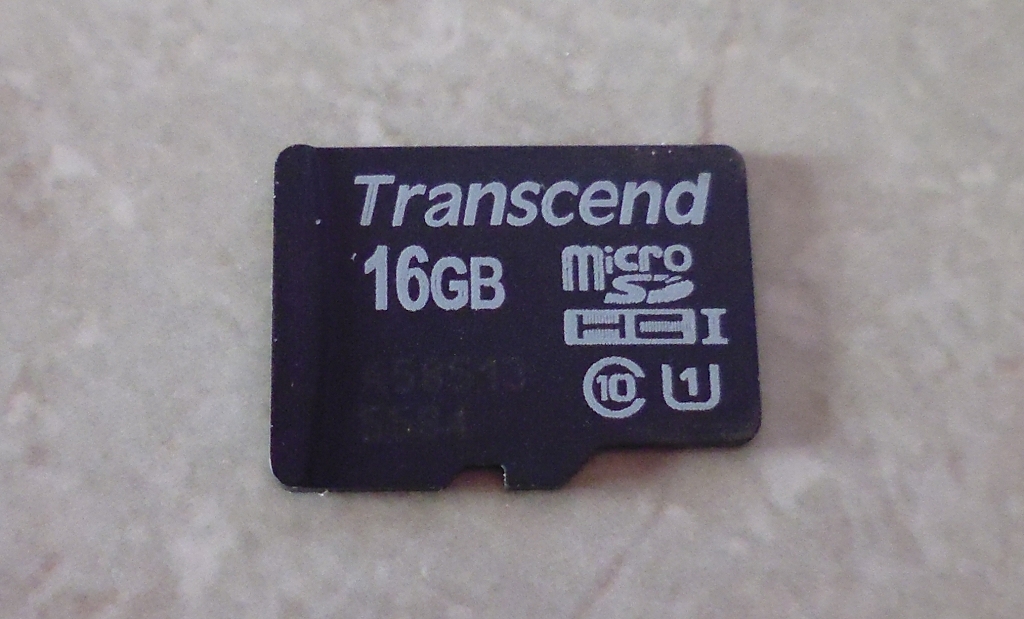 Transcend
16GB
micro
SD
HC I
10 U1